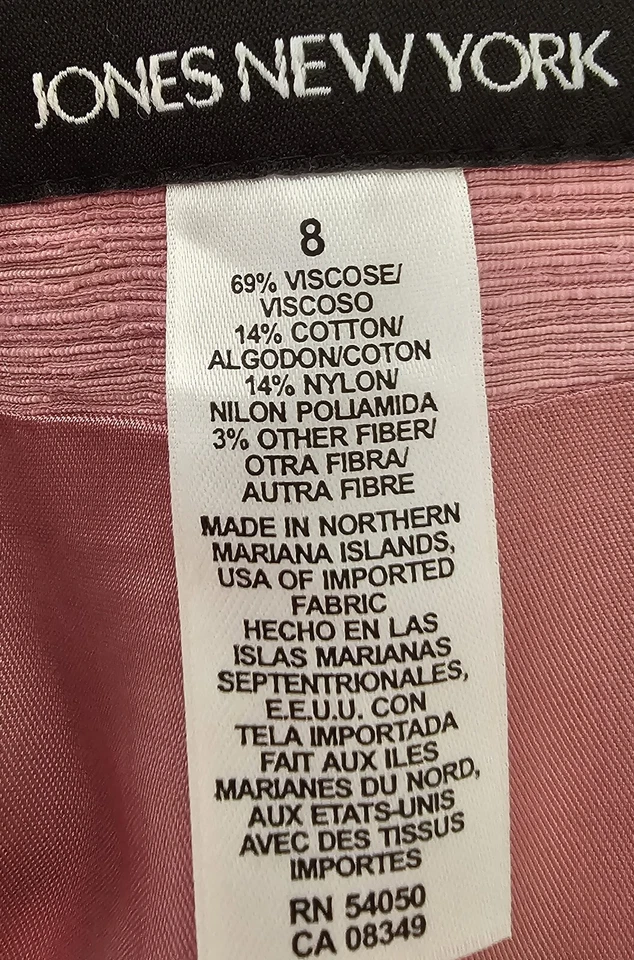 JONES NEW YORK
8
69% VISCOSE/
VISCOSO
14% COTTON/
ALGODON/COTON
14% NYLON/
NILON POLIAMIDA
3% OTHER FIBER/
OTRA FIBRA/
AUTRA FIBRE
MADE IN NORTHERN
MARIANA ISLANDS,
USA OF IMPORTED
FABRIC
HECHO EN LAS
ISLAS MARIANAS
SEPTENTRIONALES,
E.E.U.U. CON
TELA IMPORTADA
FAIT AUX ILES
MARIANES DU NORD,
AUX ETATS-UNIS
AVEC DES TISSUS
IMPORTES
RN 54050
CA 08349